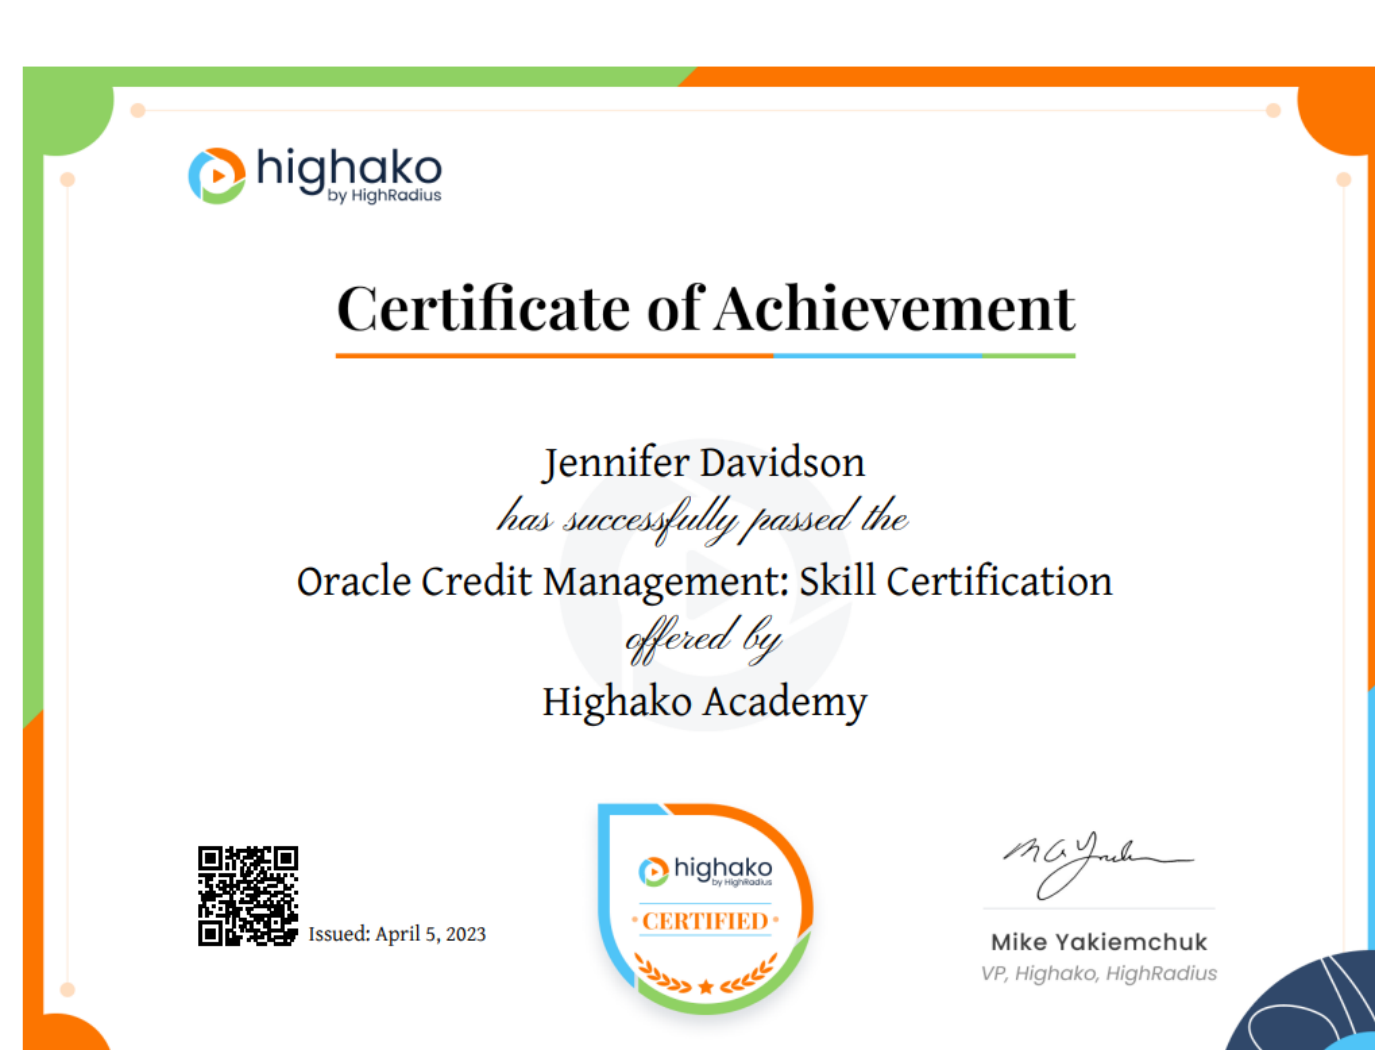 highako
by HighRadius
Certificate of Achievement
Jennifer Davidson
has successfully passed the
Oracle Credit Management: Skill Certification
offered by
Highako Academy
Issued: April 5, 2023
highako
by HighRadius
CERTIFIED
Mike Yakiemchuk
VP, Highako, HighRadius